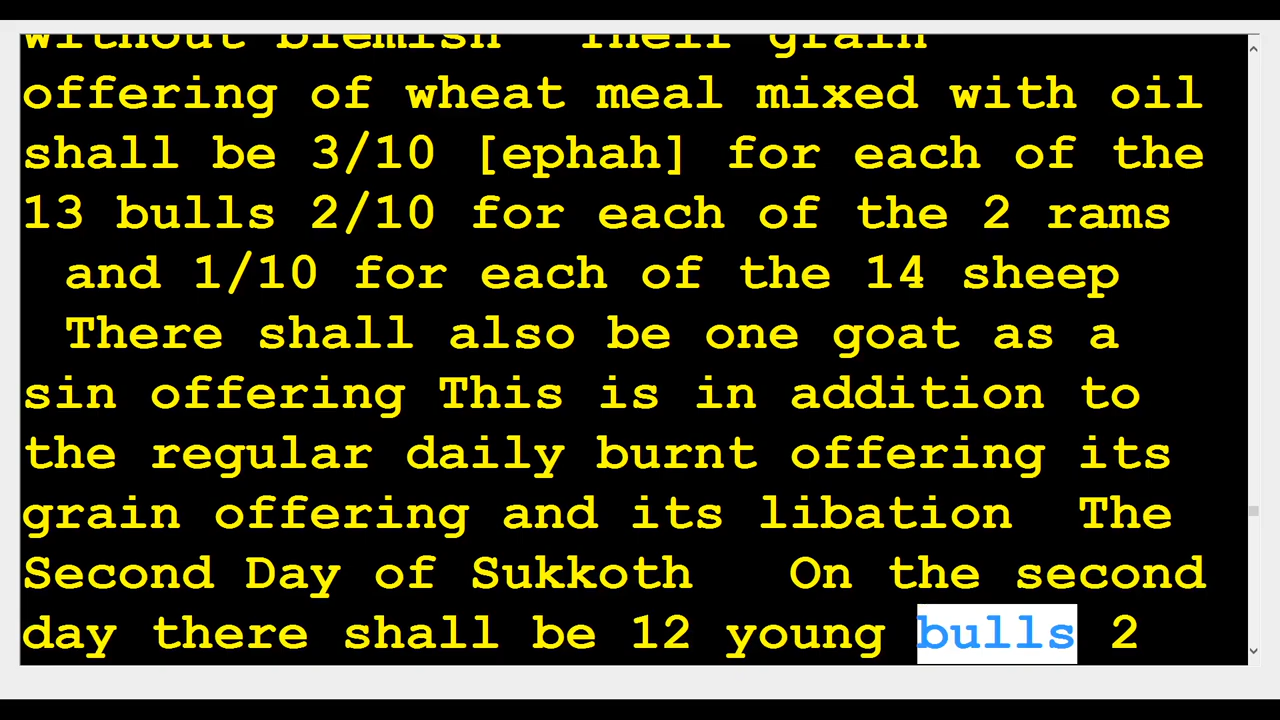 without blemish Their grain
offering of wheat meal mixed with oil
shall be 3/10 [ephah] for each of the
13 bulls 2/10 for each of the 2 rams
and 1/10 for each of the 14 sheep
There shall also be one goat as a
sin offering This is in addition to
the regular daily burnt offering its
grain offering and its libation The
Second Day of Sukkoth On the second
day there shall be 12 young bulls 2